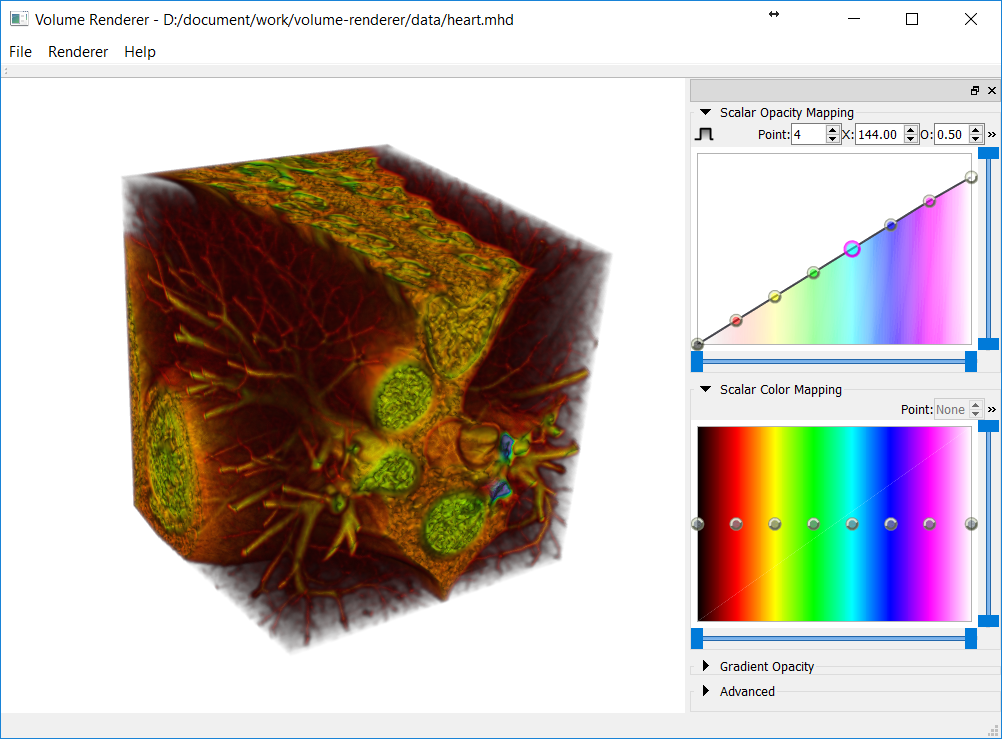 Volume Renderer - D:/document/work/volume-renderer/data/heart.mhd
File Renderer Help
Scalar Opacity Mapping
Point: 4 X: 144.00 O: 0.50 »
Scalar Color Mapping
Point: None »
Gradient Opacity
Advanced